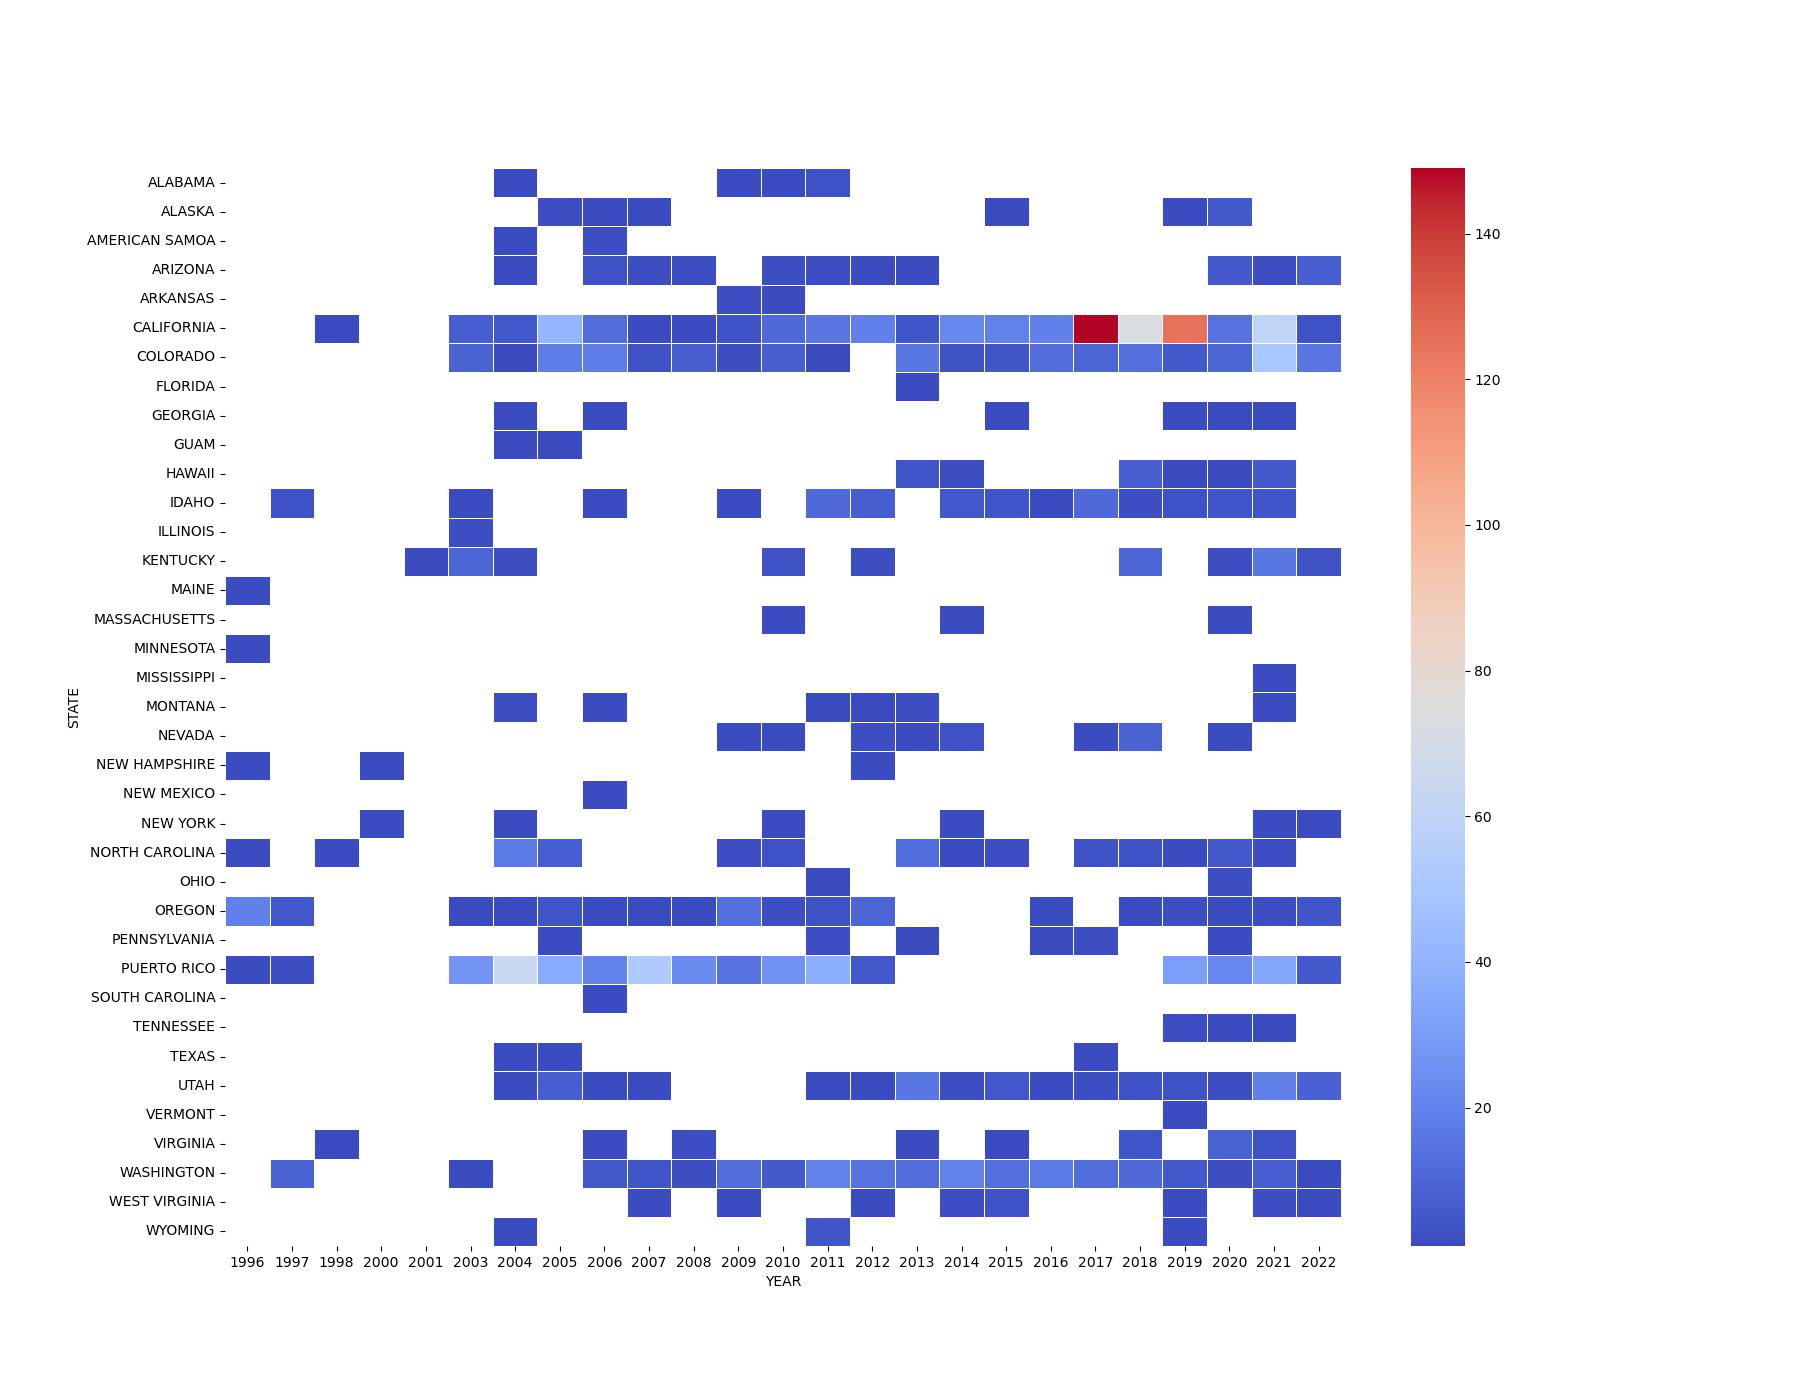 ALABAMA
ALASKA
AMERICAN SAMOA
ARIZONA
ARKANSAS
CALIFORNIA
COLORADO
FLORIDA
GEORGIA
GUAM
HAWAII
IDAHO
ILLINOIS
KENTUCKY
MAINE
MASSACHUSETTS
MINNESOTA
MISSISSIPPI
MONTANA
NEVADA
NEW HAMPSHIRE
NEW MEXICO
NEW YORK
NORTH CAROLINA
OHIO
OREGON
PENNSYLVANIA
PUERTO RICO
SOUTH CAROLINA
TENNESSEE
TEXAS
UTAH
VERMONT
VIRGINIA
WASHINGTON
WEST VIRGINIA
WYOMING
STATE
1996 1997 1998 2000 2001 2003 2004 2005 2006 2007 2008 2009 2010 2011 2012 2013 2014 2015 2016 2017 2018 2019 2020 2021 2022
YEAR
140
120
100
80
60
40
20